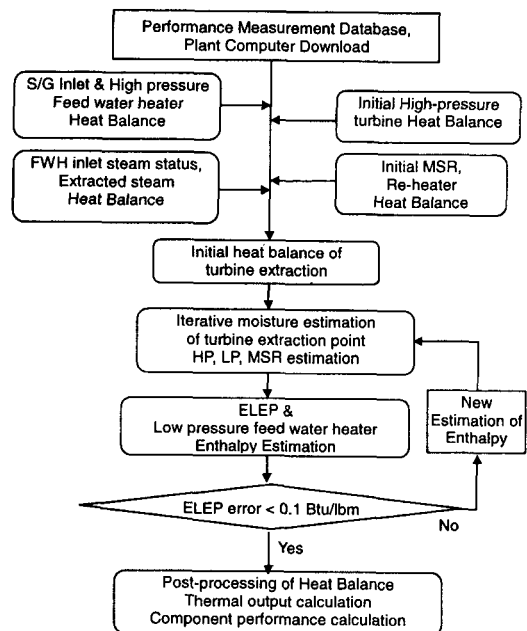 Performance Measurement Database,
Plant Computer Download
S/G Inlet & High pressure
Feed water heater
Heat Balance
Initial High-pressure
turbine Heat Balance
FWH inlet steam status,
Extracted steam
Heat Balance
Initial MSR,
Re-heater
Heat Balance
Initial heat balance of
turbine extraction
Iterative moisture estimation
of turbine extraction point
HP, LP, MSR estimation
New
Estimation of
Enthalpy
ELEP &
Low pressure feed water heater
Enthalpy Estimation
ELEP error < 0.1 Btu/lbm
No
Yes
Post-processing of Heat Balance
Thermal output calculation
Component performance calculation